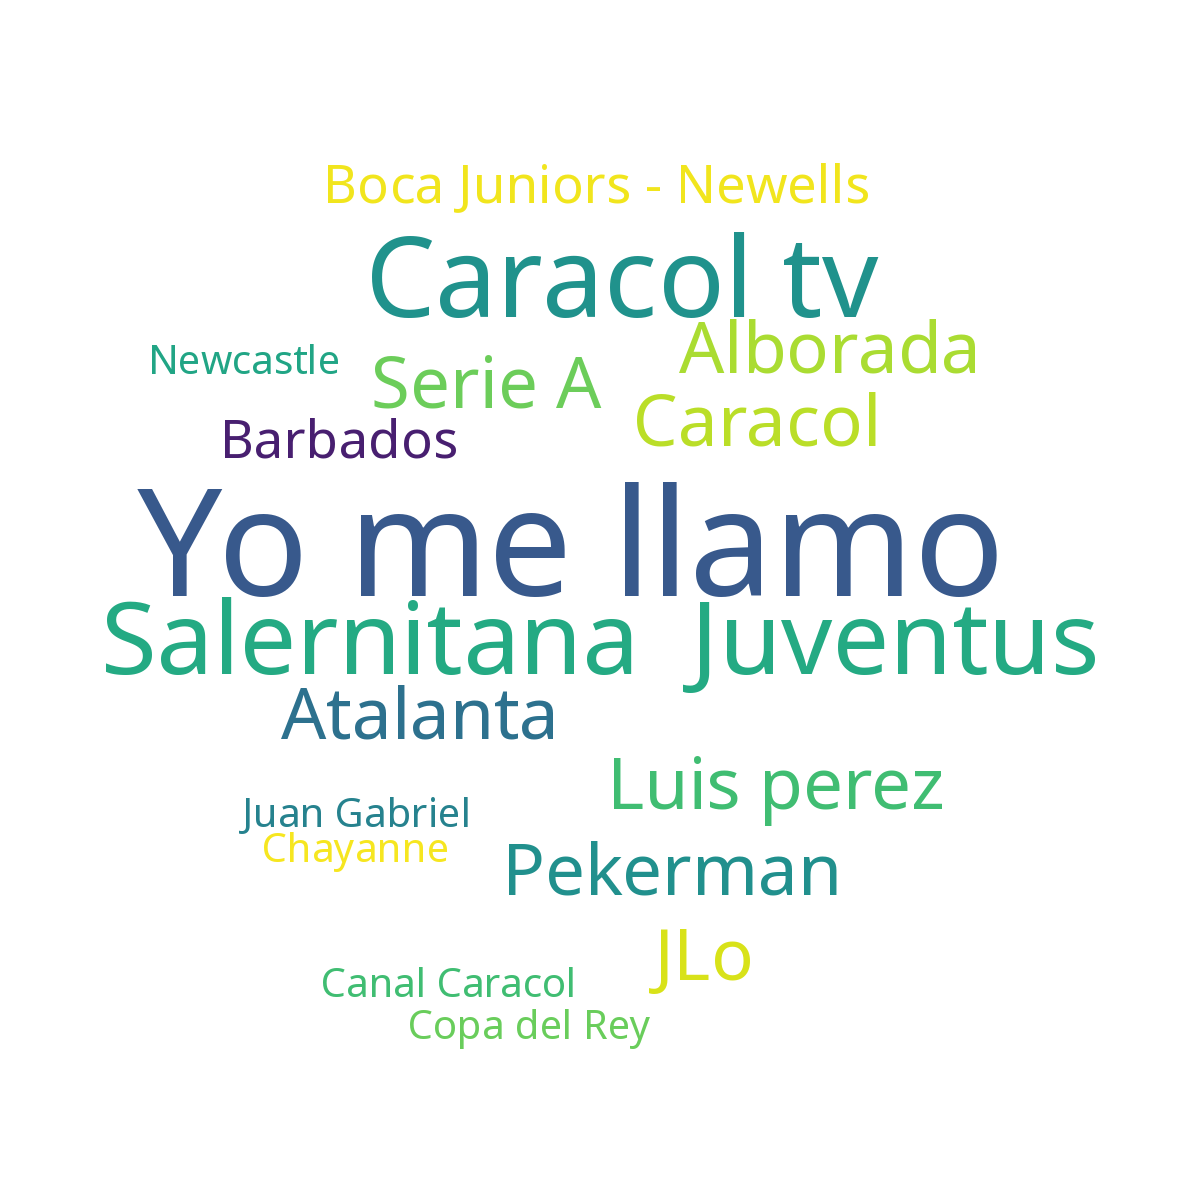 Boca Juniors - Newells
Caracol tv
Alborada
Newcastle
Serie A
Caracol
Barbados
Yo me llamo
Salernitana Juventus
Atalanta
Luis perez
Juan Gabriel
Chayanne
Pekerman
JLo
Canal Caracol
Copa del Rey